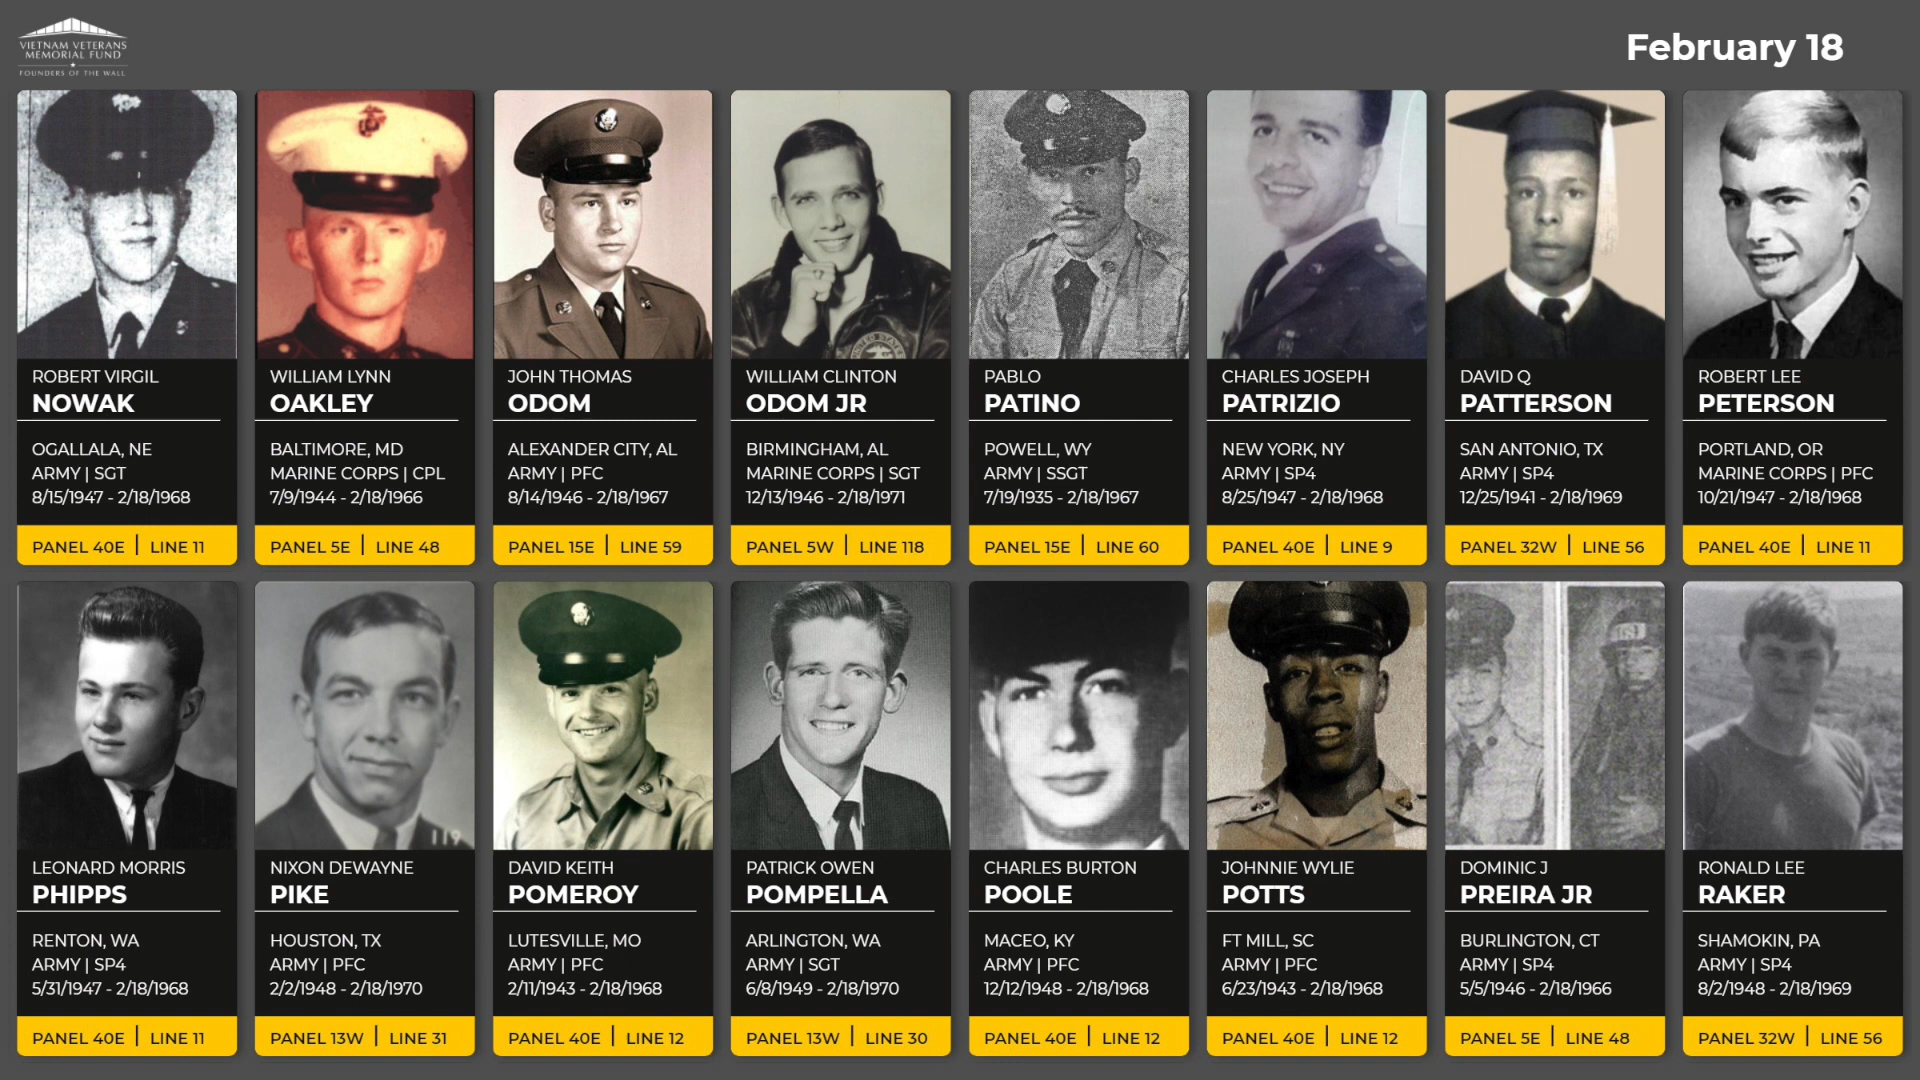 VIETNAM VETERANS
MEMORIAL FUND
FOUNDERS OF THE WALL
February 18
ROBERT VIRGIL
NOWAK
OGALLALA, NE
ARMY | SGT
8/15/1947 - 2/18/1968
PANEL 40E | LINE 11
WILLIAM LYNN
OAKLEY
BALTIMORE, MD
MARINE CORPS | CPL
7/9/1944 - 2/18/1966
PANEL 5E | LINE 48
JOHN THOMAS
ODOM
ALEXANDER CITY, AL
ARMY | PFC
8/14/1946 - 2/18/1967
PANEL 15E | LINE 59
WILLIAM CLINTON
ODOM JR
BIRMINGHAM, AL
MARINE CORPS | SGT
12/13/1946 - 2/18/1971
PANEL 5W | LINE 118
PABLO
PATINO
POWELL, WY
ARMY | SSGT
7/19/1935 - 2/18/1967
PANEL 15E | LINE 60
CHARLES JOSEPH
PATRIZIO
NEW YORK, NY
ARMY | SP4
8/25/1947 - 2/18/1968
PANEL 40E | LINE 9
DAVID Q
PATTERSON
SAN ANTONIO, TX
ARMY | SP4
12/25/1941 - 2/18/1969
PANEL 32W | LINE 56
ROBERT LEE
PETERSON
PORTLAND, OR
MARINE CORPS | PFC
10/21/1947 - 2/18/1968
PANEL 40E | LINE 11
LEONARD MORRIS
PHIPPS
RENTON, WA
ARMY | SP4
5/31/1947 - 2/18/1968
PANEL 40E | LINE 11
119
NIXON DEWAYNE
PIKE
HOUSTON, TX
ARMY | PFC
2/2/1948 - 2/18/1970
PANEL 13W | LINE 31
DAVID KEITH
POMEROY
LUTESVILLE, MO
ARMY | PFC
2/11/1943 - 2/18/1968
PANEL 40E | LINE 12
PATRICK OWEN
POMPELLA
ARLINGTON, WA
ARMY | SGT
6/8/1949 - 2/18/1970
PANEL 13W | LINE 30
CHARLES BURTON
POOLE
MACEO, KY
ARMY | PFC
12/12/1948 - 2/18/1968
PANEL 40E | LINE 12
JOHNNIE WYLIE
POTTS
FT MILL, SC
ARMY | PFC
6/23/1943 - 2/18/1968
PANEL 40E | LINE 12
DOMINIC J
PREIRA JR
BURLINGTON, CT
ARMY | SP4
5/5/1946 - 2/18/1966
PANEL 5E | LINE 48
RONALD LEE
RAKER
SHAMOKIN, PA
ARMY | SP4
8/2/1948 - 2/18/1969
PANEL 32W | LINE 56